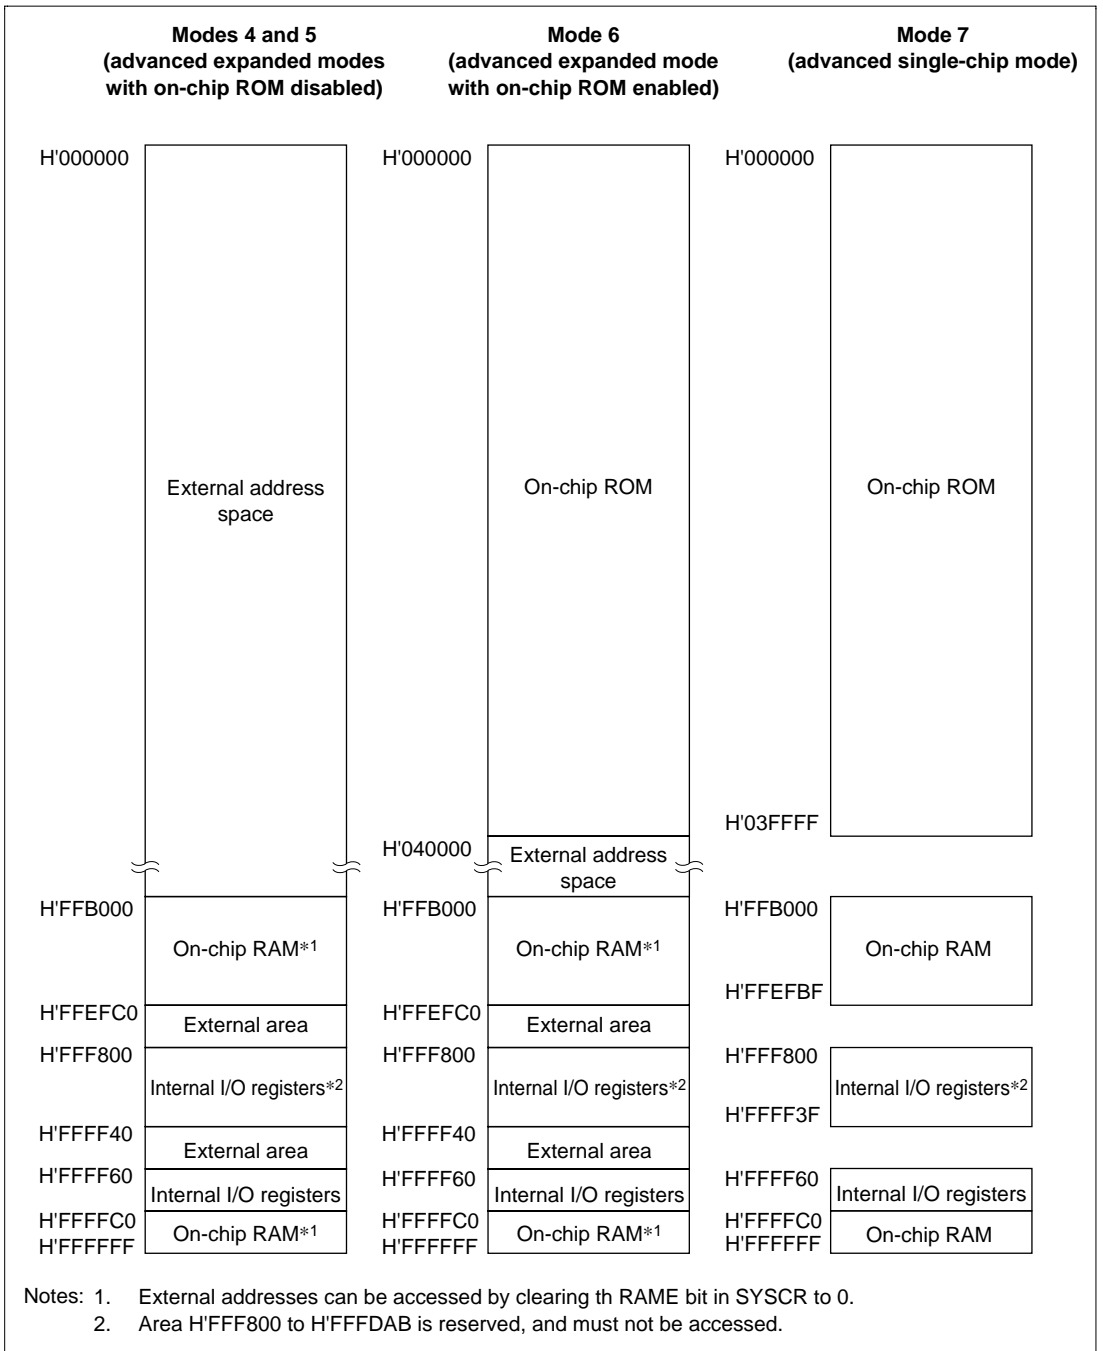 Modes 4 and 5
(advanced expanded modes
with on-chip ROM disabled)
Mode 6
(advanced expanded mode
with on-chip ROM enabled)
Mode 7
(advanced single-chip mode)
H'000000
External address
space
H'FFB000
On-chip RAM*1
H'FFEFC0
External area
H'FFF800
Internal I/O registers*2
H'FFFF40
External area
H'FFFF60
Internal I/O registers
H'FFFFC0
On-chip RAM*1
H'FFFFFF
H'000000
On-chip ROM
H'040000
External address
space
H'FFB000
On-chip RAM*1
H'FFEFC0
External area
H'FFF800
Internal I/O registers*2
H'FFFF40
External area
H'FFFF60
Internal I/O registers
H'FFFFC0
On-chip RAM*1
H'FFFFFF
H'000000
On-chip ROM
H'03FFFF
H'FFB000
On-chip RAM
H'FFEFBF
H'FFF800
Internal I/O registers*2
H'FFFF3F
H'FFFF60
Internal I/O registers
H'FFFFC0
On-chip RAM
H'FFFFFF
Notes: 1. External addresses can be accessed by clearing th RAME bit in SYSCR to 0.
2. Area H'FFF800 to H'FFFDAB is reserved, and must not be accessed.